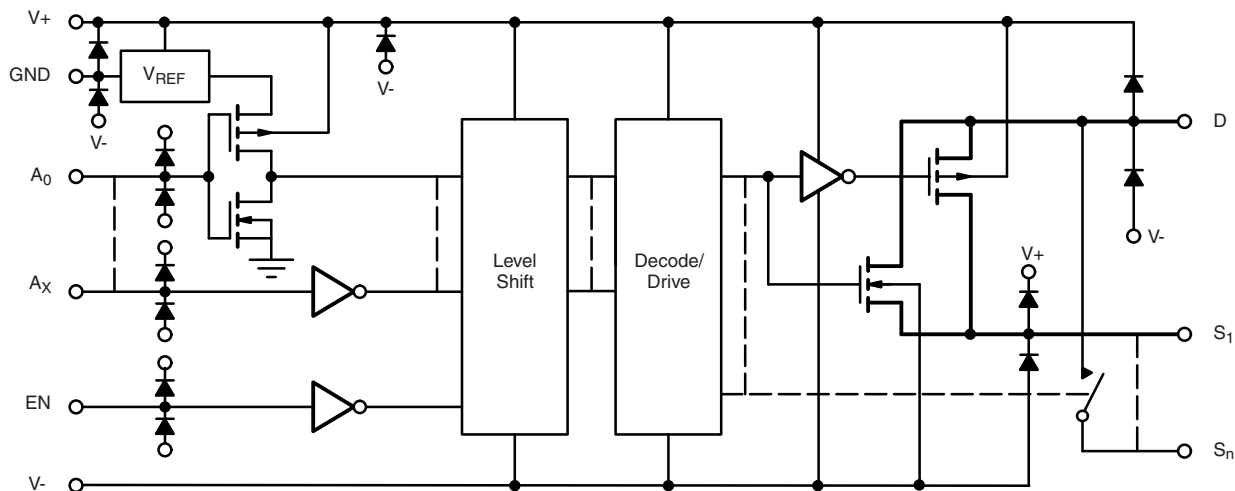 V+
GND
VREF
V-
V-
A0
AX
EN
V-
Level
Shift
Decode/
Drive
D
V-
V+
S1
Sn